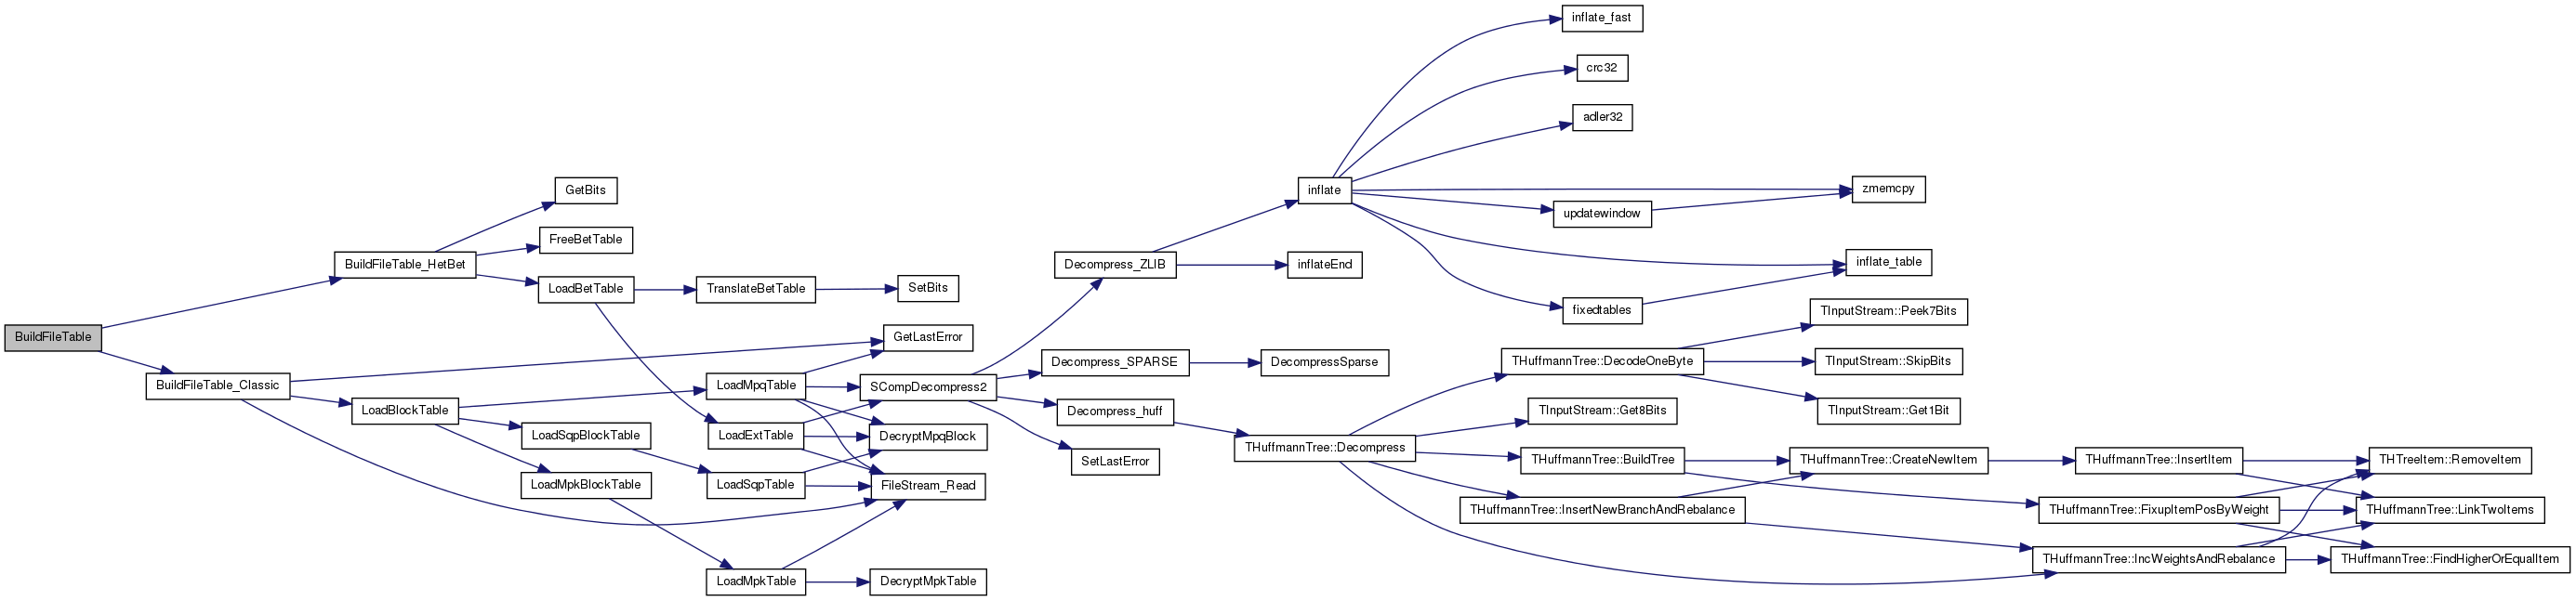 BuildFileTable
BuildFileTable_HetBet
BuildFileTable_Classic
GetBits
FreeBetTable
LoadBetTable
LoadBlockTable
LoadSqpBlockTable
LoadMpkBlockTable
TranslateBetTable
LoadMpqTable
LoadExtTable
LoadSqpTable
LoadMpkTable
SetBits
GetLastError
SCompDecompress2
DecryptMpqBlock
FileStream_Read
DecryptMpkTable
Decompress_ZLIB
Decompress_SPARSE
Decompress_huff
SetLastError
inflate
inflateEnd
DecompressSparse
THuffmannTree::Decompress
inflate_fast
crc32
adler32
updatewindow
fixedtables
THuffmannTree::DecodeOneByte
TInputStream::Get8Bits
THuffmannTree::BuildTree
THuffmannTree::InsertNewBranchAndRebalance
zmemcpy
inflate_table
TInputStream::Peek7Bits
TInputStream::SkipBits
TInputStream::Get1Bit
THuffmannTree::CreateNewItem
THuffmannTree::InsertItem
THuffmannTree::FixupItemPosByWeight
THuffmannTree::IncWeightsAndRebalance
THTreeItem::RemoveItem
THuffmannTree::LinkTwoItems
THuffmannTree::FindHigherOrEqualItem